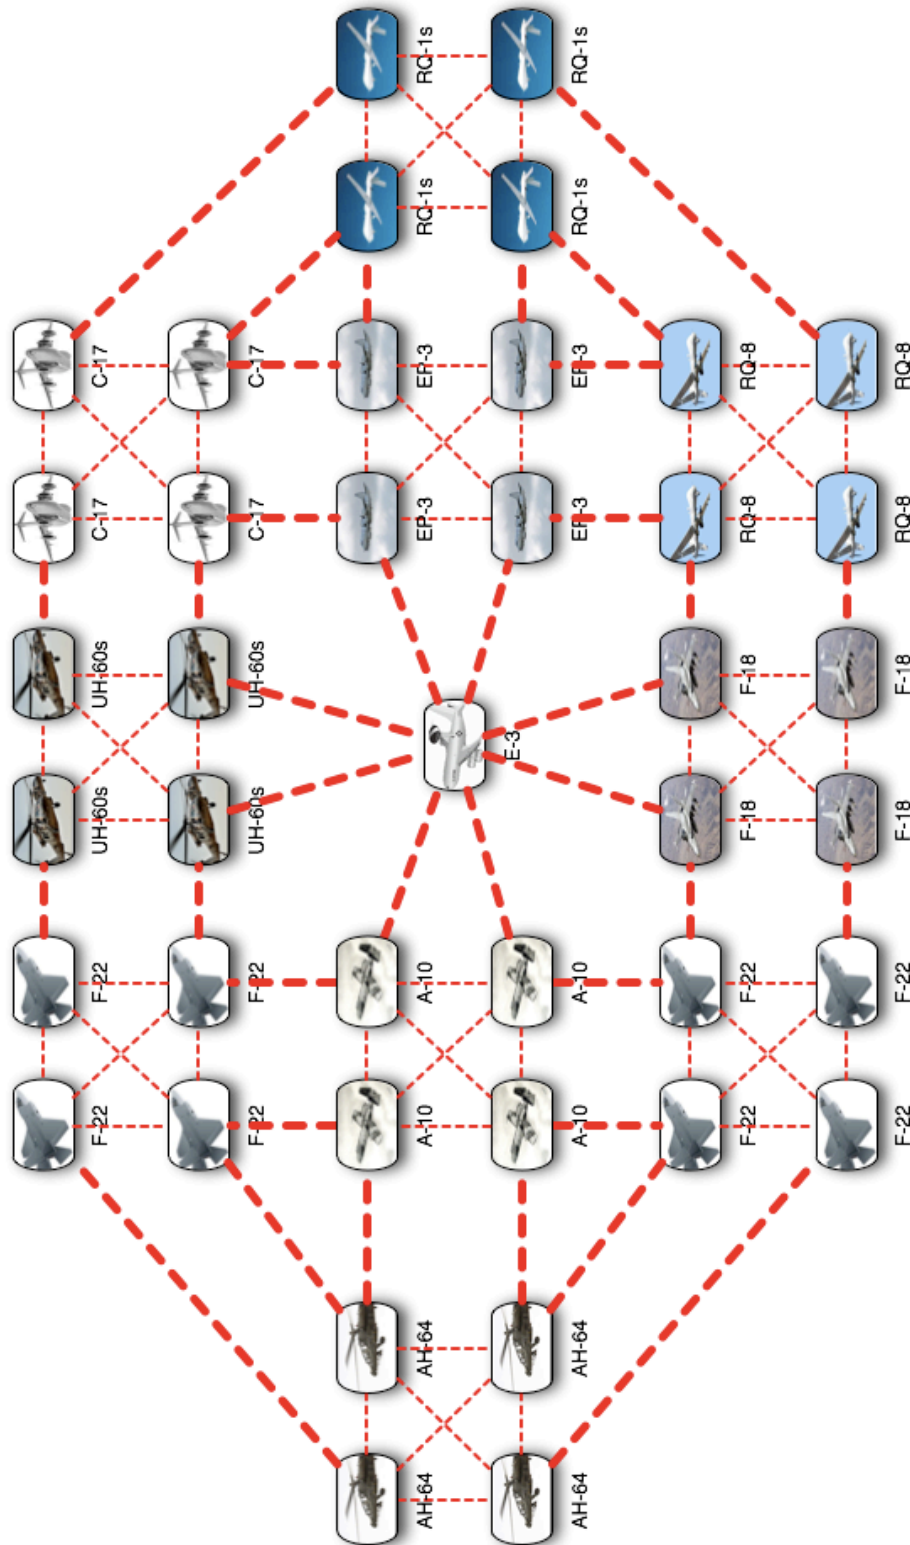 F-22 F-22 UH-60s UH-60s C-17 C-17
F-22 F-22 UH-60s UH-60s C-17 C-17
AH-64 AH-64 A-10 A-10 EP-3 EP-3 RQ-1s RQ-1s
E-3
AH-64 AH-64 A-10 A-10 EP-3 EP-3 RQ-1s RQ-1s
F-22 F-22 F-18 F-18 RQ-8 RQ-8
F-22 F-22 F-18 F-18 RQ-8 RQ-8